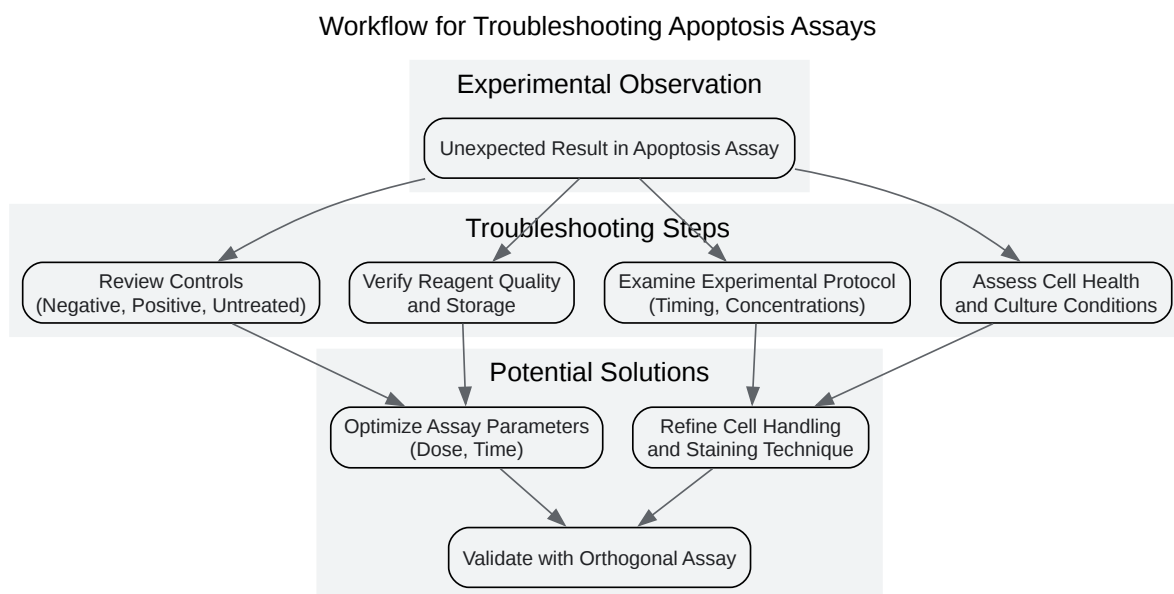 Workflow for Troubleshooting Apoptosis Assays
Experimental Observation
Unexpected Result in Apoptosis Assay
Troubleshooting Steps
Review Controls
(Negative, Positive, Untreated)
Verify Reagent Quality
and Storage
Examine Experimental Protocol
(Timing, Concentrations)
Assess Cell Health
and Culture Conditions
Potential Solutions
Optimize Assay Parameters
(Dose, Time)
Refine Cell Handling
and Staining Technique
Validate with Orthogonal Assay